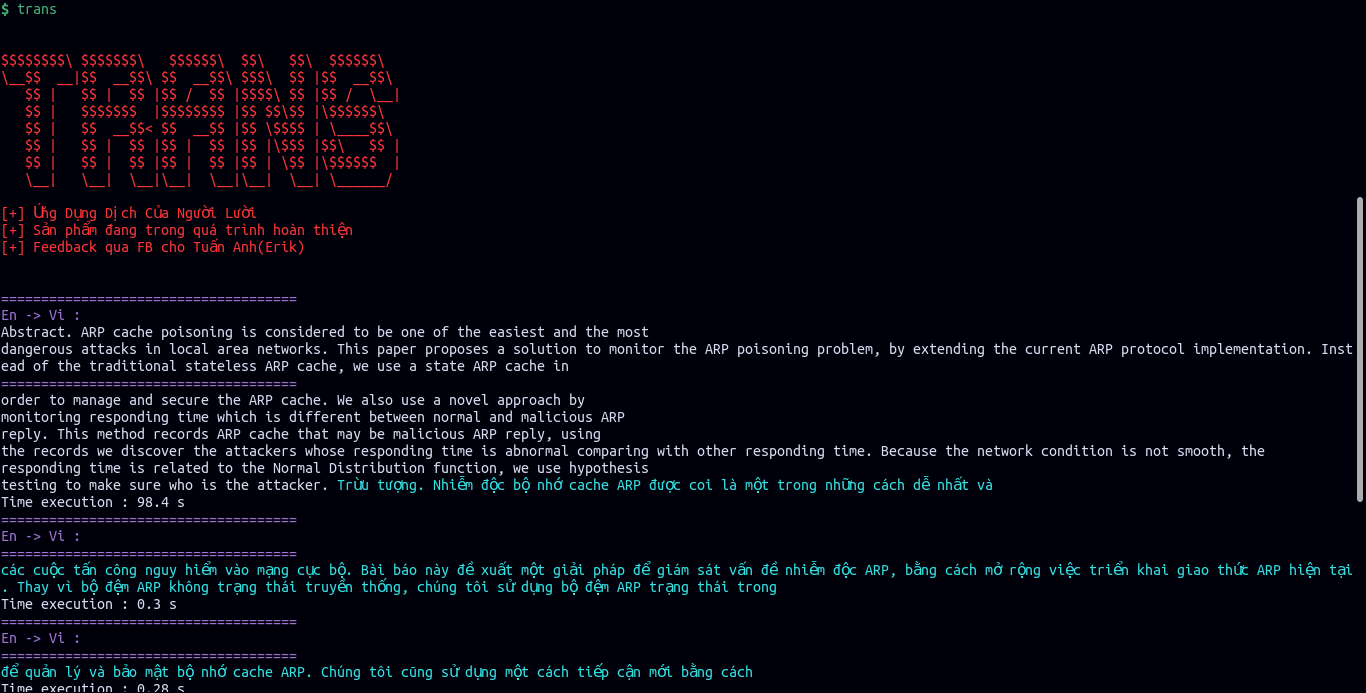 $ trans
$$$$$$$$\ $$$$$$$\   $$$$$$\  $$\   $$\  $$$$$$\
\__$$  __|$$  __$$\ $$  __$$\ $$$\  $$ |$$  __$$\
   $$ |   $$ |  $$ |$$ /  $$ |$$$$\ $$ |$$ /  \__|
   $$ |   $$$$$$$  |$$$$$$$$ |$$ $$\$$ |\$$$$$$\
   $$ |   $$  __$$< $$  __$$ |$$ \$$$$ | \____$$\
   $$ |   $$ |  $$ |$$ |  $$ |$$ |\$$$ |$$\   $$ |
   $$ |   $$ |  $$ |$$ |  $$ |$$ | \$$ |\$$$$$$  |
   \__|   \__|  \__|\__|  \__|\__|  \__| \______/
[+] Ứng Dụng Dịch Của Người Lười
[+] Sản phẩm đang trong quá trình hoàn thiện
[+] Feedback qua FB cho Tuấn Anh(Erik)
=====================================
En -> Vi :
Abstract. ARP cache poisoning is considered to be one of the easiest and the most
dangerous attacks in local area networks. This paper proposes a solution to monitor the ARP poisoning problem, by extending the current ARP protocol implementation. Inst
ead of the traditional stateless ARP cache, we use a state ARP cache in
=====================================
order to manage and secure the ARP cache. We also use a novel approach by
monitoring responding time which is different between normal and malicious ARP
reply. This method records ARP cache that may be malicious ARP reply, using
the records we discover the attackers whose responding time is abnormal comparing with other responding time. Because the network condition is not smooth, the
responding time is related to the Normal Distribution function, we use hypothesis
testing to make sure who is the attacker. Trừu tượng. Nhiễm độc bộ nhớ cache ARP được coi là một trong những cách dễ nhất và
Time execution : 98.4 s
=====================================
En -> Vi :
=====================================
các cuộc tấn công nguy hiểm vào mạng cục bộ. Bài báo này đề xuất một giải pháp để giám sát vấn đề nhiễm độc ARP, bằng cách mở rộng việc triển khai giao thức ARP hiện tại
. Thay vì bộ đệm ARP không trạng thái truyền thống, chúng tôi sử dụng bộ đệm ARP trạng thái trong
Time execution : 0.3 s
=====================================
En -> Vi :
=====================================
để quản lý và bảo mật bộ nhớ cache ARP. Chúng tôi cũng sử dụng một cách tiếp cận mới bằng cách
Time execution : 0.28 s